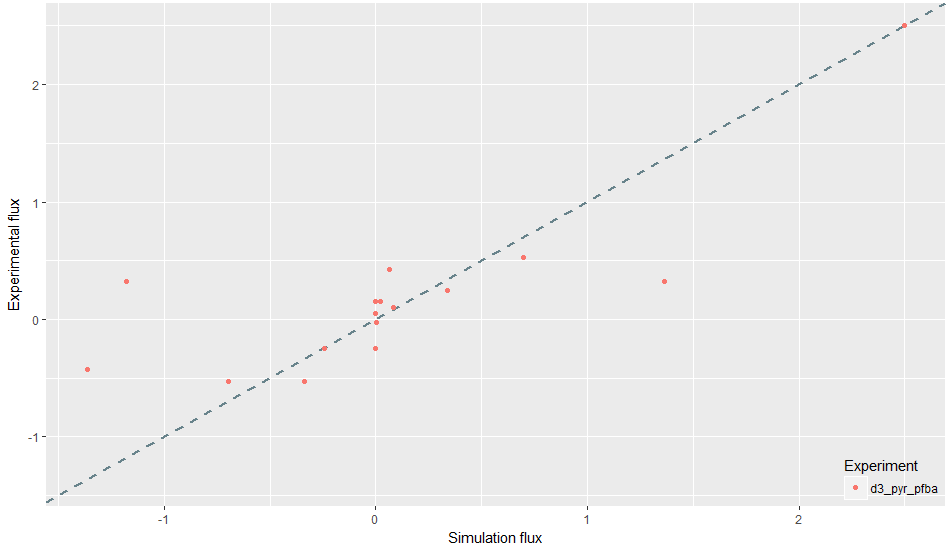 Experimental flux
2
1
0
-1
-1
0
1
2
Simulation flux
Experiment
d3_pyr_pfba